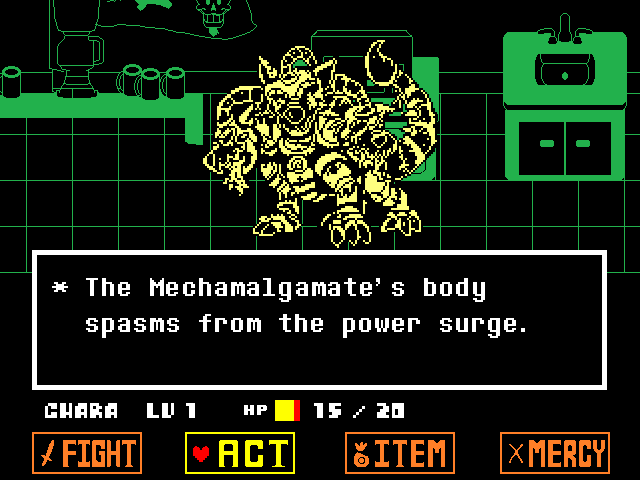 * The Mechamalgamate's body
spasms from the power surge.
CHARA LV 1 HP 15 / 20
FIGHT ACT ITEM MERCY